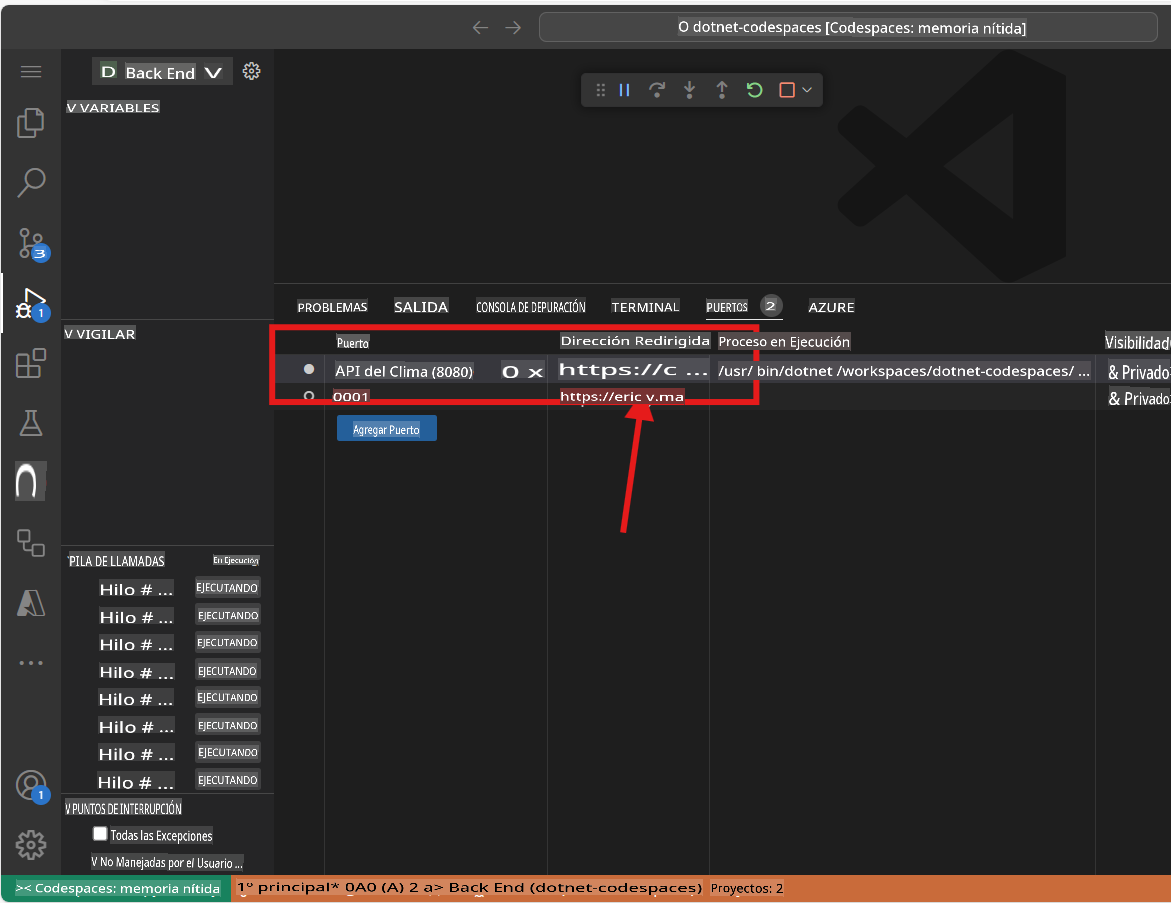 O dotnet-codespaces [Codespaces: memoria nítida]
D Back End V
V VARIABLES
PROBLEMAS SALIDA CONSOLA DE DEPURACIÓN TERMINAL PUERTOS 2 AZURE
V VIGILAR
Puerto Dirección Redirigida Proceso en Ejecución Visibilidad
API del Clima (8080) 0 x https://c ... /usr/ bin/dotnet /workspaces/dotnet-codespaces/ ... & Privado
0001 https://eric y.ma & Privado
Agregar Puerto
3
1
PILA DE LLAMADAS En Ejecución
Hilo # ... EJECUTANDO
Hilo # ... EJECUTANDO
Hilo # ... EJECUTANDO
Hilo # ... EJECUTANDO
Hilo # ... EJECUTANDO
Hilo # ... EJECUTANDO
Hilo # ... EJECUTANDO
Hilo # ... EJECUTANDO
1
V PUNTOS DE INTERRUPCIÓN
Todas las Excepciones
V No Manejadas por el Usuario ...
>< Codespaces: memoria nítida 1° principal* 0A0 (A) 2 a> Back End (dotnet-codespaces) Proyectos: 2